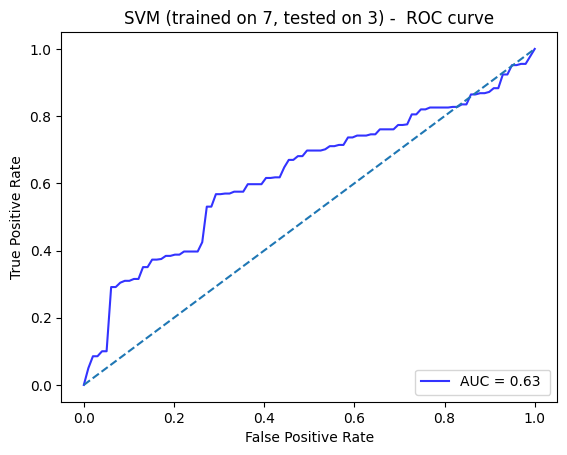 SVM (trained on 7, tested on 3) -  ROC curve
True Positive Rate
1.0
0.8
0.6
0.4
0.2
0.0
AUC = 0.63
0.0 0.2 0.4 0.6 0.8 1.0
False Positive Rate